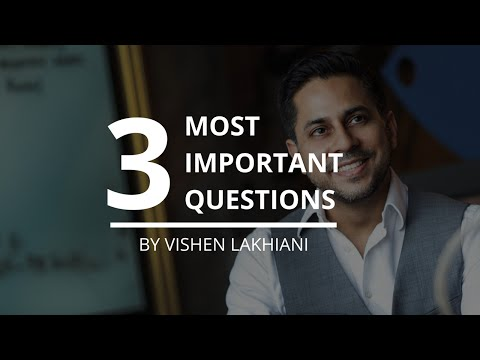 3
MOST
IMPORTANT
QUESTIONS
BY VISHEN LAKHIANI